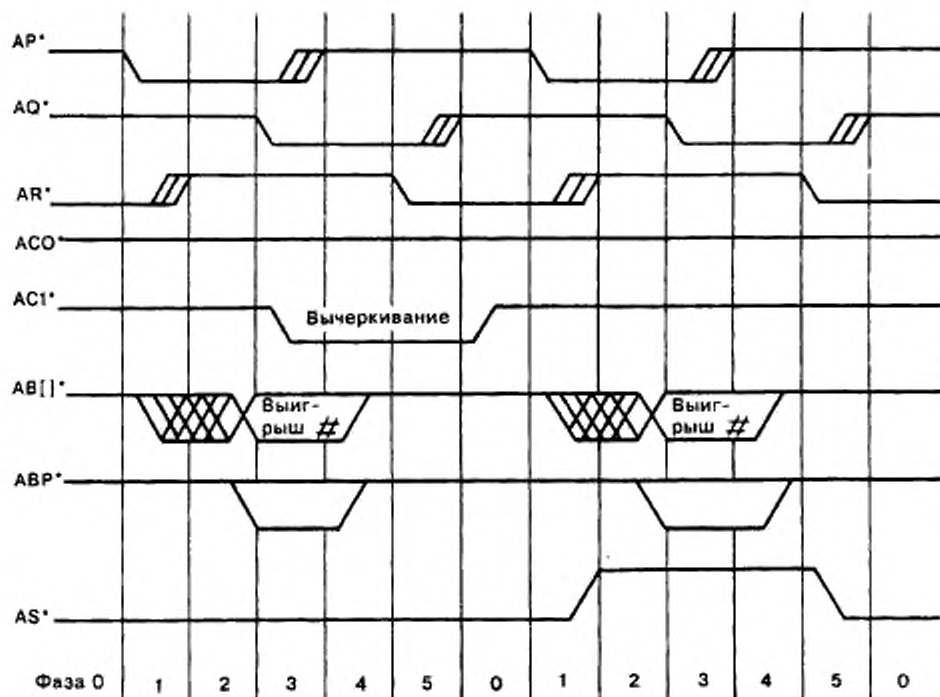 AP*
AQ*
AR*
ACO*
AC1*
Вычеркивание
AB[]*
Выиг-
рыш #
Выиг-
рыш #
ABP*
AS*
Фаза 0 1 2 3 4 5 0 1 2 3 4 5 0